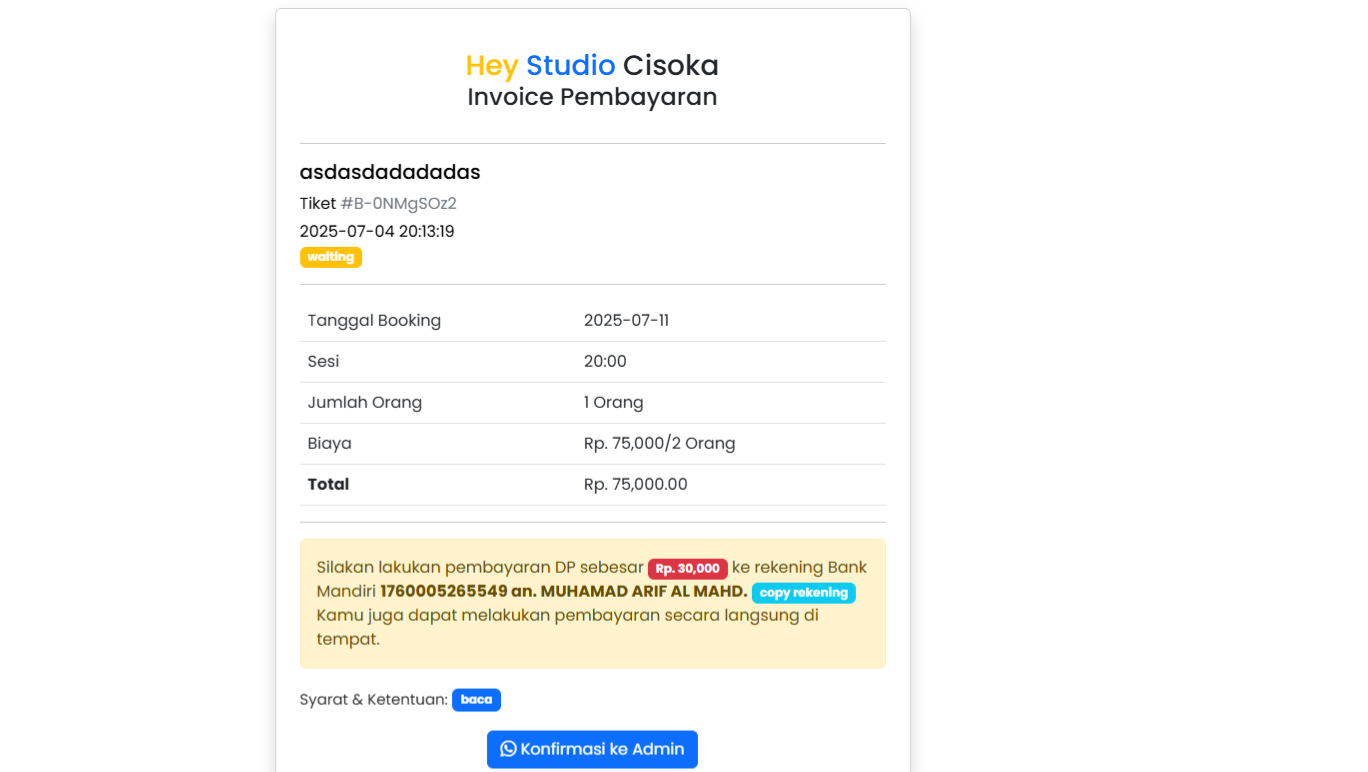 Hey Studio Cisoka
Invoice Pembayaran
asdasdadadadas
Tiket #B-0NMgSOz2
2025-07-04 20:13:19
waiting
Tanggal Booking 2025-07-11
Sesi 20:00
Jumlah Orang 1 Orang
Biaya Rp. 75,000/2 Orang
Total Rp. 75,000.00
Silakan lakukan pembayaran DP sebesar Rp. 30,000 ke rekening Bank
Mandiri 1760005265549 an. MUHAMAD ARIF AL MAHD. copy rekening
Kamu juga dapat melakukan pembayaran secara langsung di
tempat.
Syarat & Ketentuan: baca
Konfirmasi ke Admin